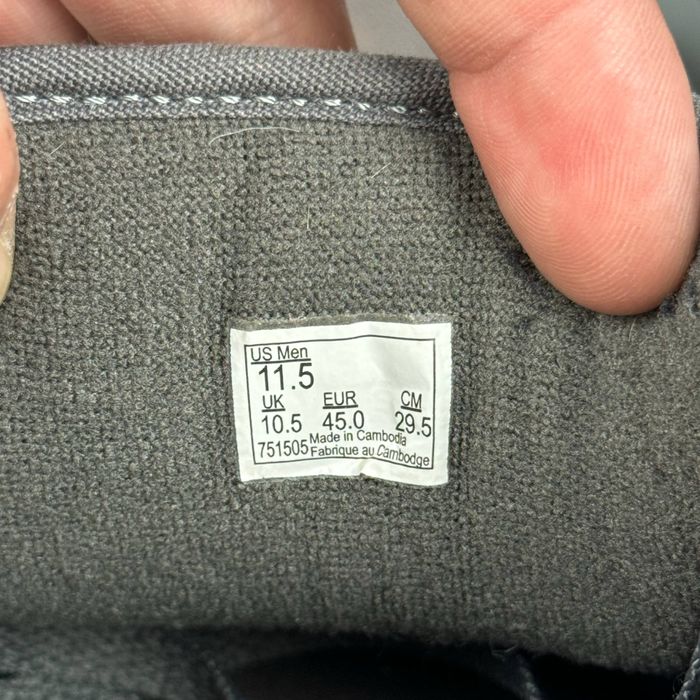 US Men
11.5
UK EUR CM
10.5 45.0 29.5
751505 Made in Cambodia
Fabrique au Cambodge